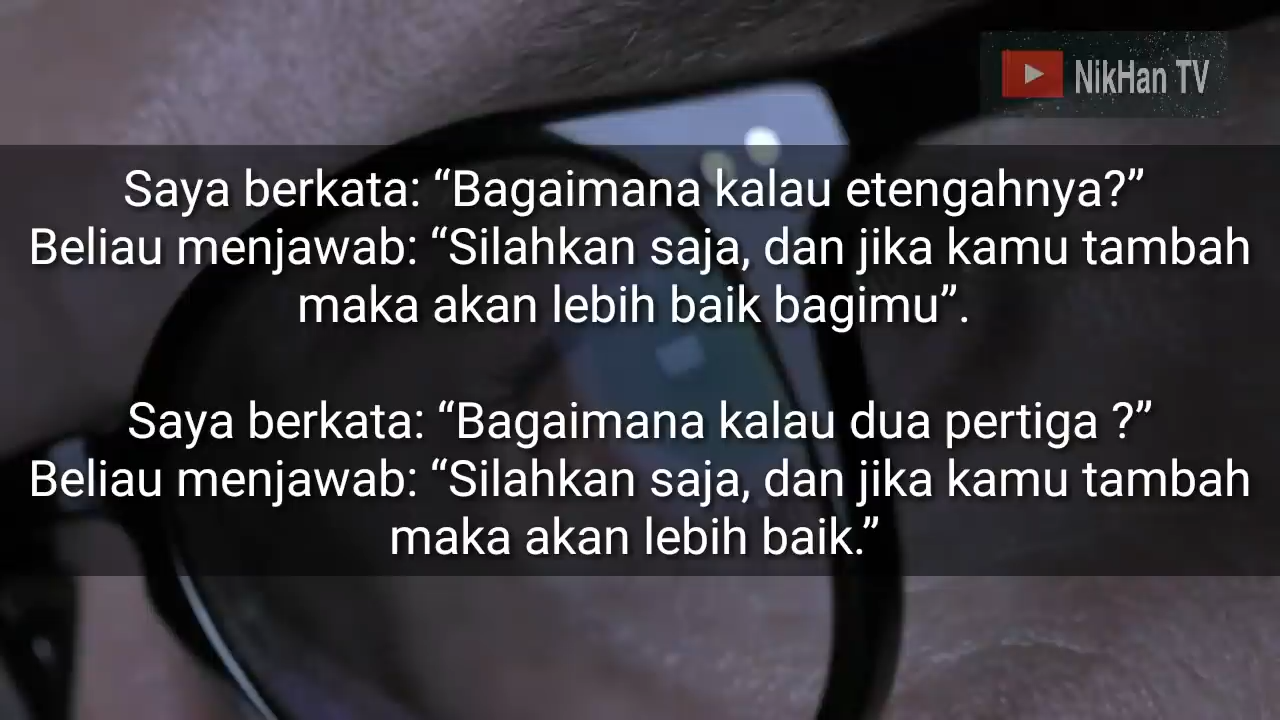 NikHan TV
Saya berkata: “Bagaimana kalau etengahnya?”
Beliau menjawab: “Silahkan saja, dan jika kamu tambah
maka akan lebih baik bagimu”.
Saya berkata: “Bagaimana kalau dua pertiga ?”
Beliau menjawab: “Silahkan saja, dan jika kamu tambah
maka akan lebih baik.”